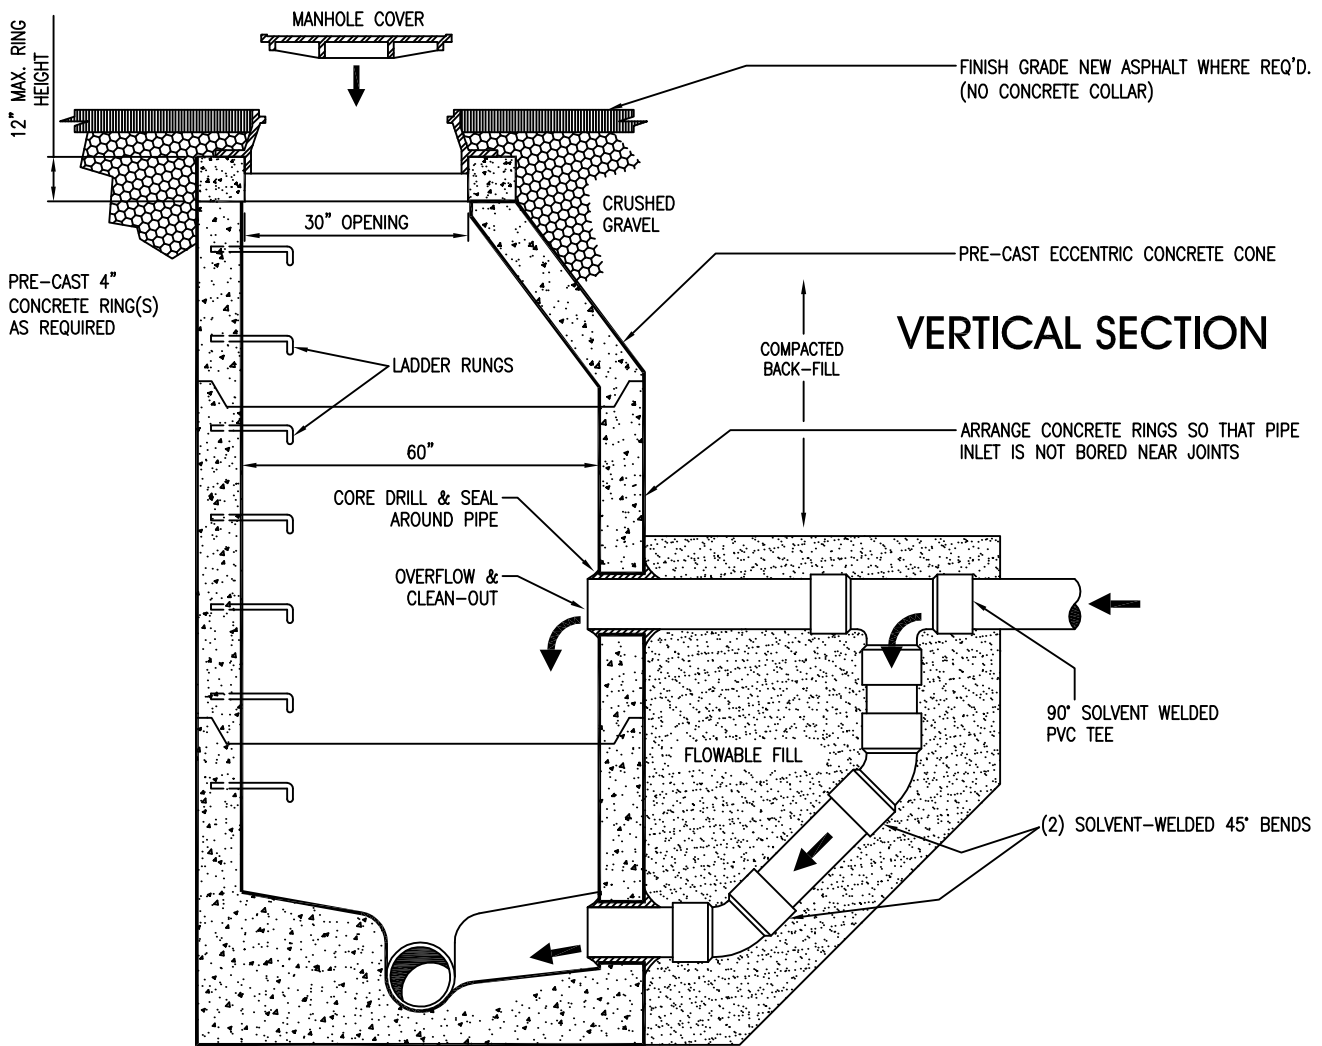 MANHOLE COVER
12” MAX. RING
HEIGHT
FINISH GRADE NEW ASPHALT WHERE REQ’D.
(NO CONCRETE COLLAR)
CRUSHED
GRAVEL
30” OPENING
PRE-CAST ECCENTRIC CONCRETE CONE
PRE-CAST 4”
CONCRETE RING(S)
AS REQUIRED
VERTICAL SECTION
COMPACTED
BACK-FILL
LADDER RUNGS
ARRANGE CONCRETE RINGS SO THAT PIPE
INLET IS NOT BORED NEAR JOINTS
60”
CORE DRILL & SEAL
AROUND PIPE
OVERFLOW &
CLEAN-OUT
90° SOLVENT WELDED
PVC TEE
FLOWABLE FILL
(2) SOLVENT-WELDED 45° BENDS